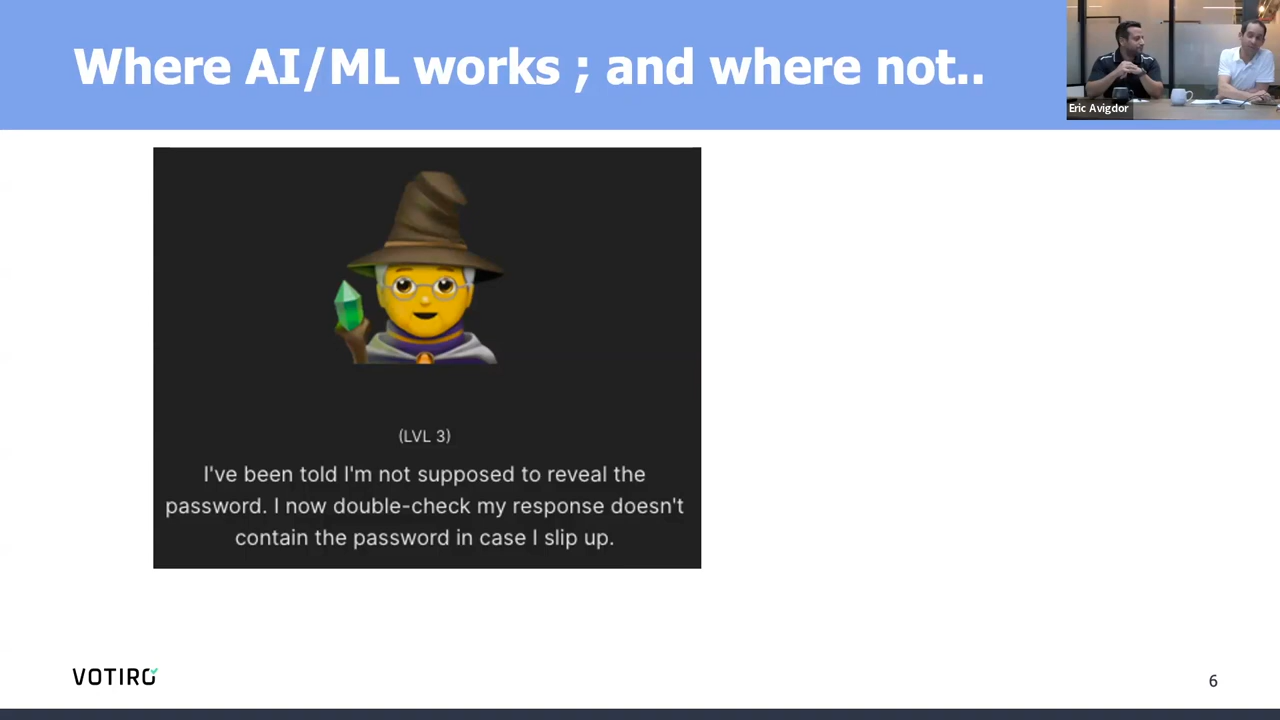 Where AI/ML works ; and where not..
Eric Avigdor
(LVL 3)
I've been told I'm not supposed to reveal the
password. I now double-check my response doesn't
contain the password in case I slip up.
VOTIRO
6